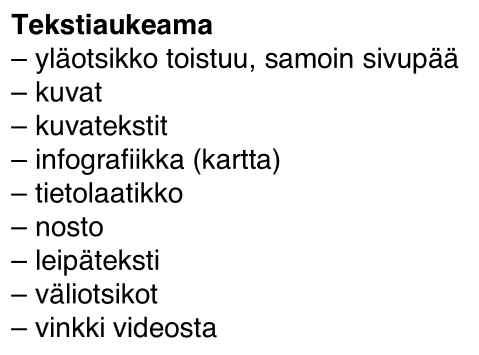 Tekstiaukeama
– yläotsikko toistuu, samoin sivupää
– kuvat
– kuvatekstit
– infografiikka (kartta)
– tietolaatikko
– nosto
– leipäteksti
– väliotsikot
– vinkki videosta